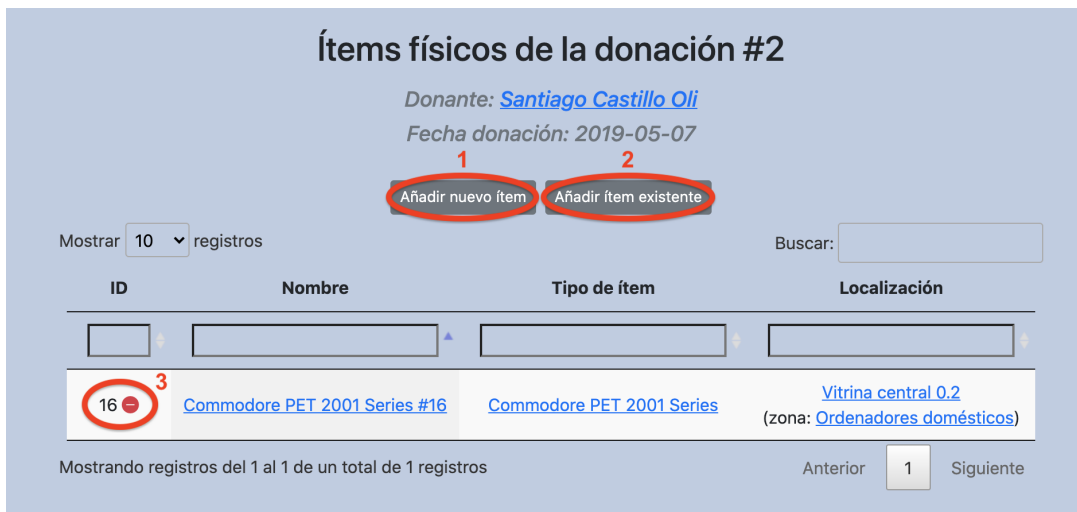 Ítems físicos de la donación #2
Donante: Santiago Castillo Oli
Fecha donación: 2019-05-07
1 2
Añadir nuevo ítem Añadir ítem existente
Mostrar 10 registros Buscar:
ID Nombre Tipo de ítem Localización
3
16 Commodore PET 2001 Series #16 Commodore PET 2001 Series Vitrina central 0.2
(zona: Ordenadores domésticos)
Mostrando registros del 1 al 1 de un total de 1 registros Anterior 1 Siguiente